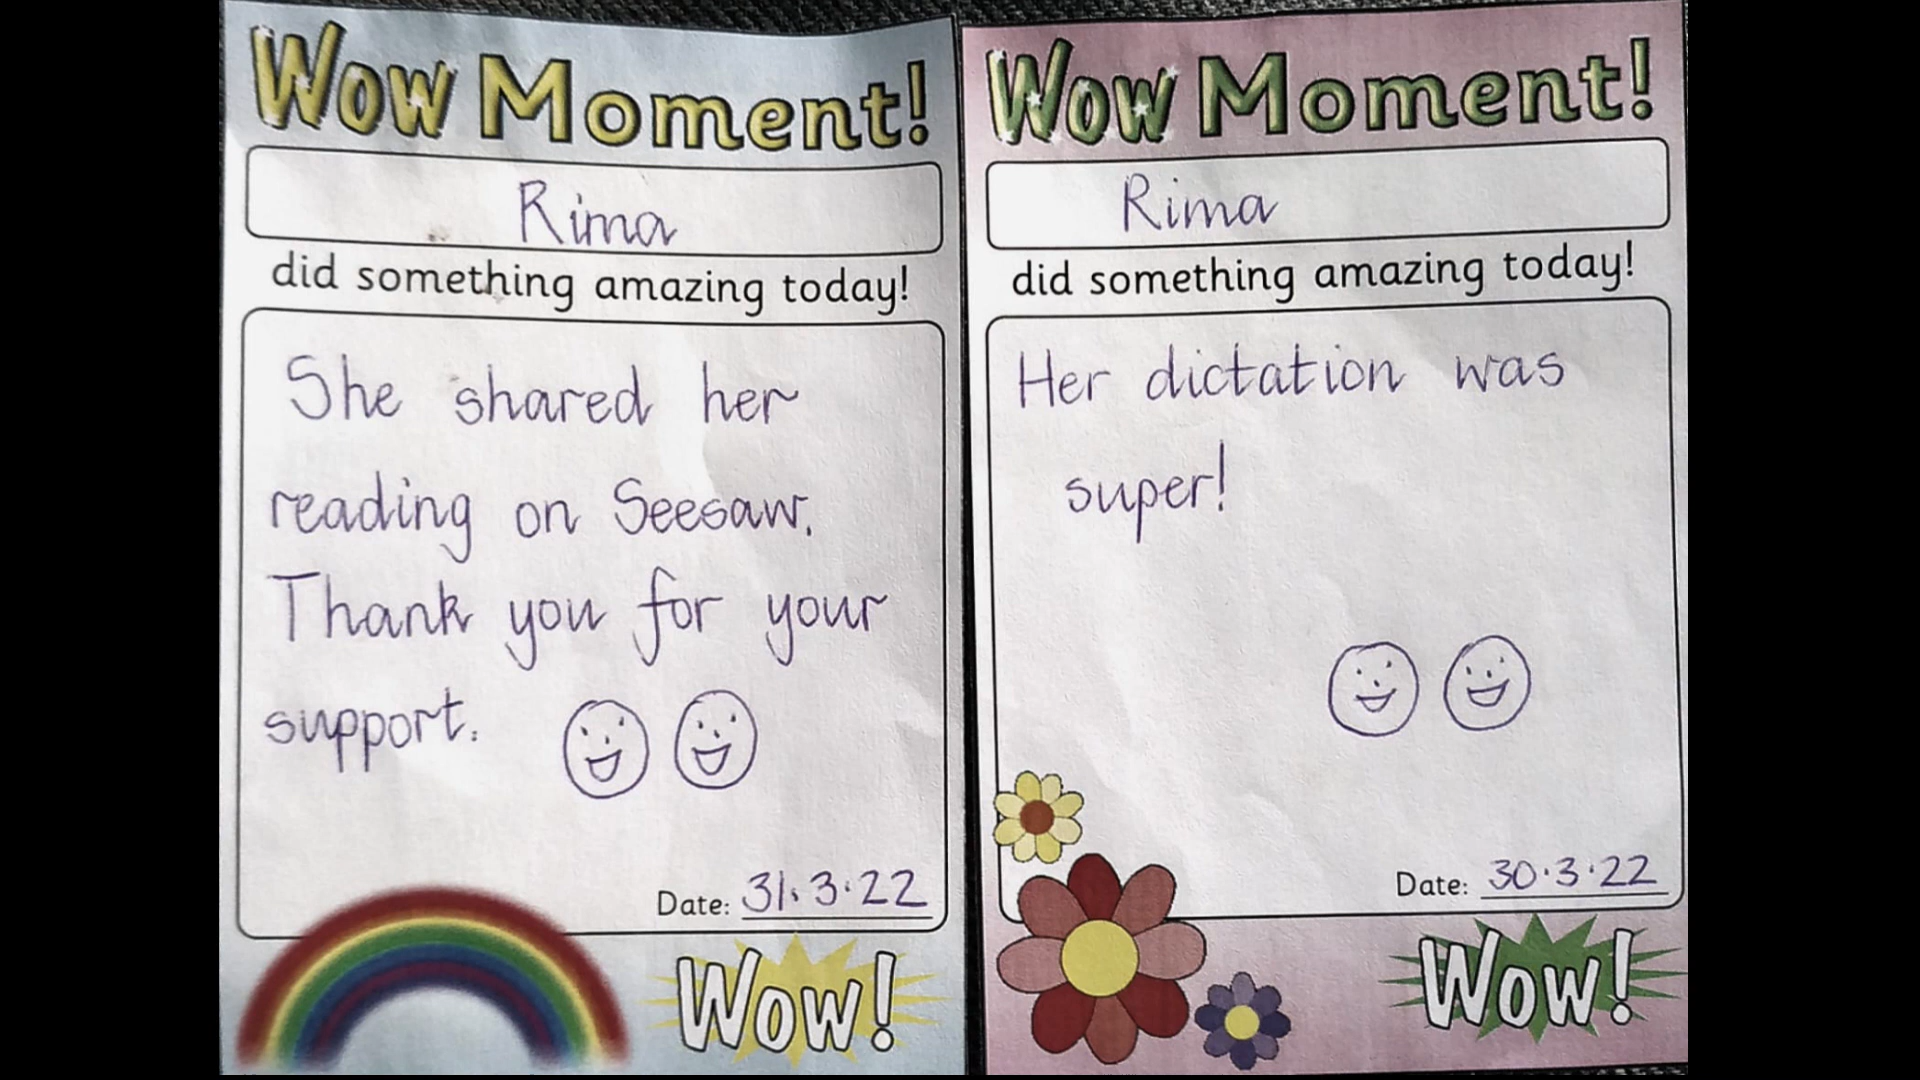 Wow Moment!
Rima
did something amazing today!
She shared her
reading on Seesaw.
Thank you for your
support.
Date: 31.3.22
Wow!
Wow Moment!
Rima
did something amazing today!
Her dictation was
super!
Date: 30.3.22
Wow!